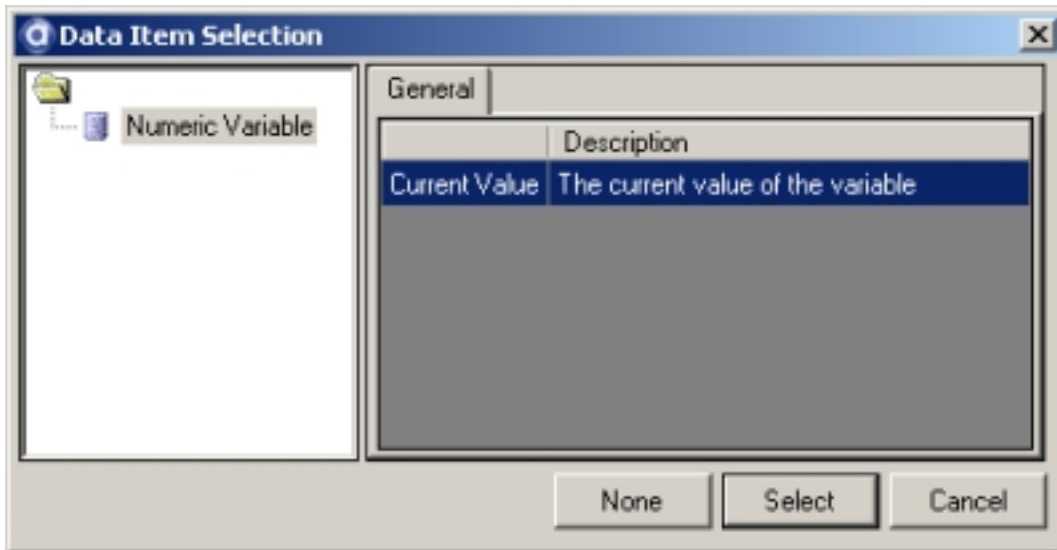 Data Item Selection
Numeric Variable
General
Description
Current Value The current value of the variable
None Select Cancel